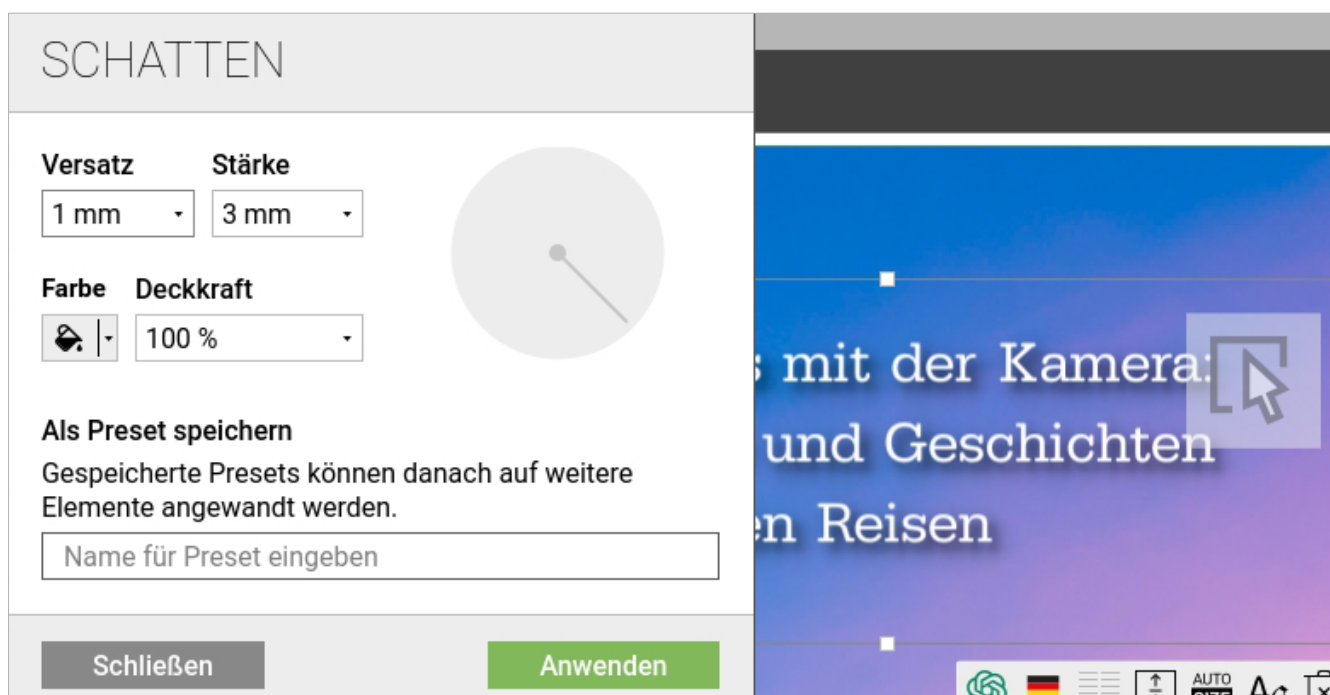 SCHATTEN
Versatz Stärke
1 mm 3 mm
Farbe Deckkraft
100 %
Als Preset speichern
Gespeicherte Presets können danach auf weitere
Elemente angewandt werden.
Name für Preset eingeben
Schließen Anwenden
mit der Kamera:
und Geschichten
Reisen
AUTO